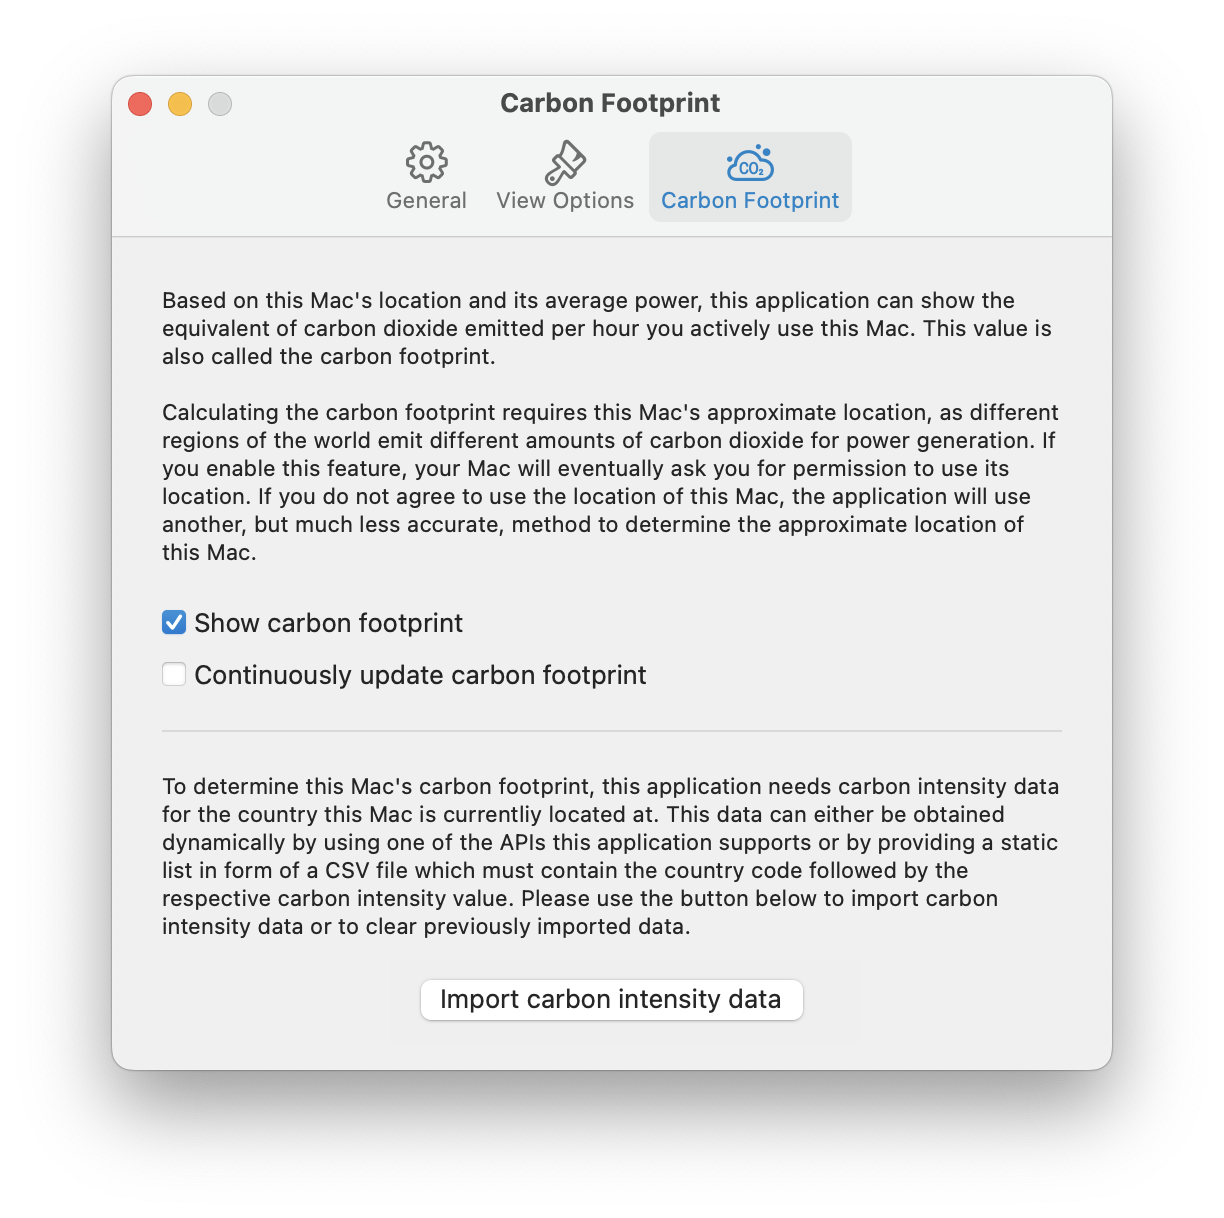 Carbon Footprint
General
View Options
CO₂
Carbon Footprint
Based on this Mac's location and its average power, this application can show the
equivalent of carbon dioxide emitted per hour you actively use this Mac. This value is
also called the carbon footprint.
Calculating the carbon footprint requires this Mac's approximate location, as different
regions of the world emit different amounts of carbon dioxide for power generation. If
you enable this feature, your Mac will eventually ask you for permission to use its
location. If you do not agree to use the location of this Mac, the application will use
another, but much less accurate, method to determine the approximate location of
this Mac.
Show carbon footprint
Continuously update carbon footprint
To determine this Mac's carbon footprint, this application needs carbon intensity data
for the country this Mac is currentliy located at. This data can either be obtained
dynamically by using one of the APIs this application supports or by providing a static
list in form of a CSV file which must contain the country code followed by the
respective carbon intensity value. Please use the button below to import carbon
intensity data or to clear previously imported data.
Import carbon intensity data